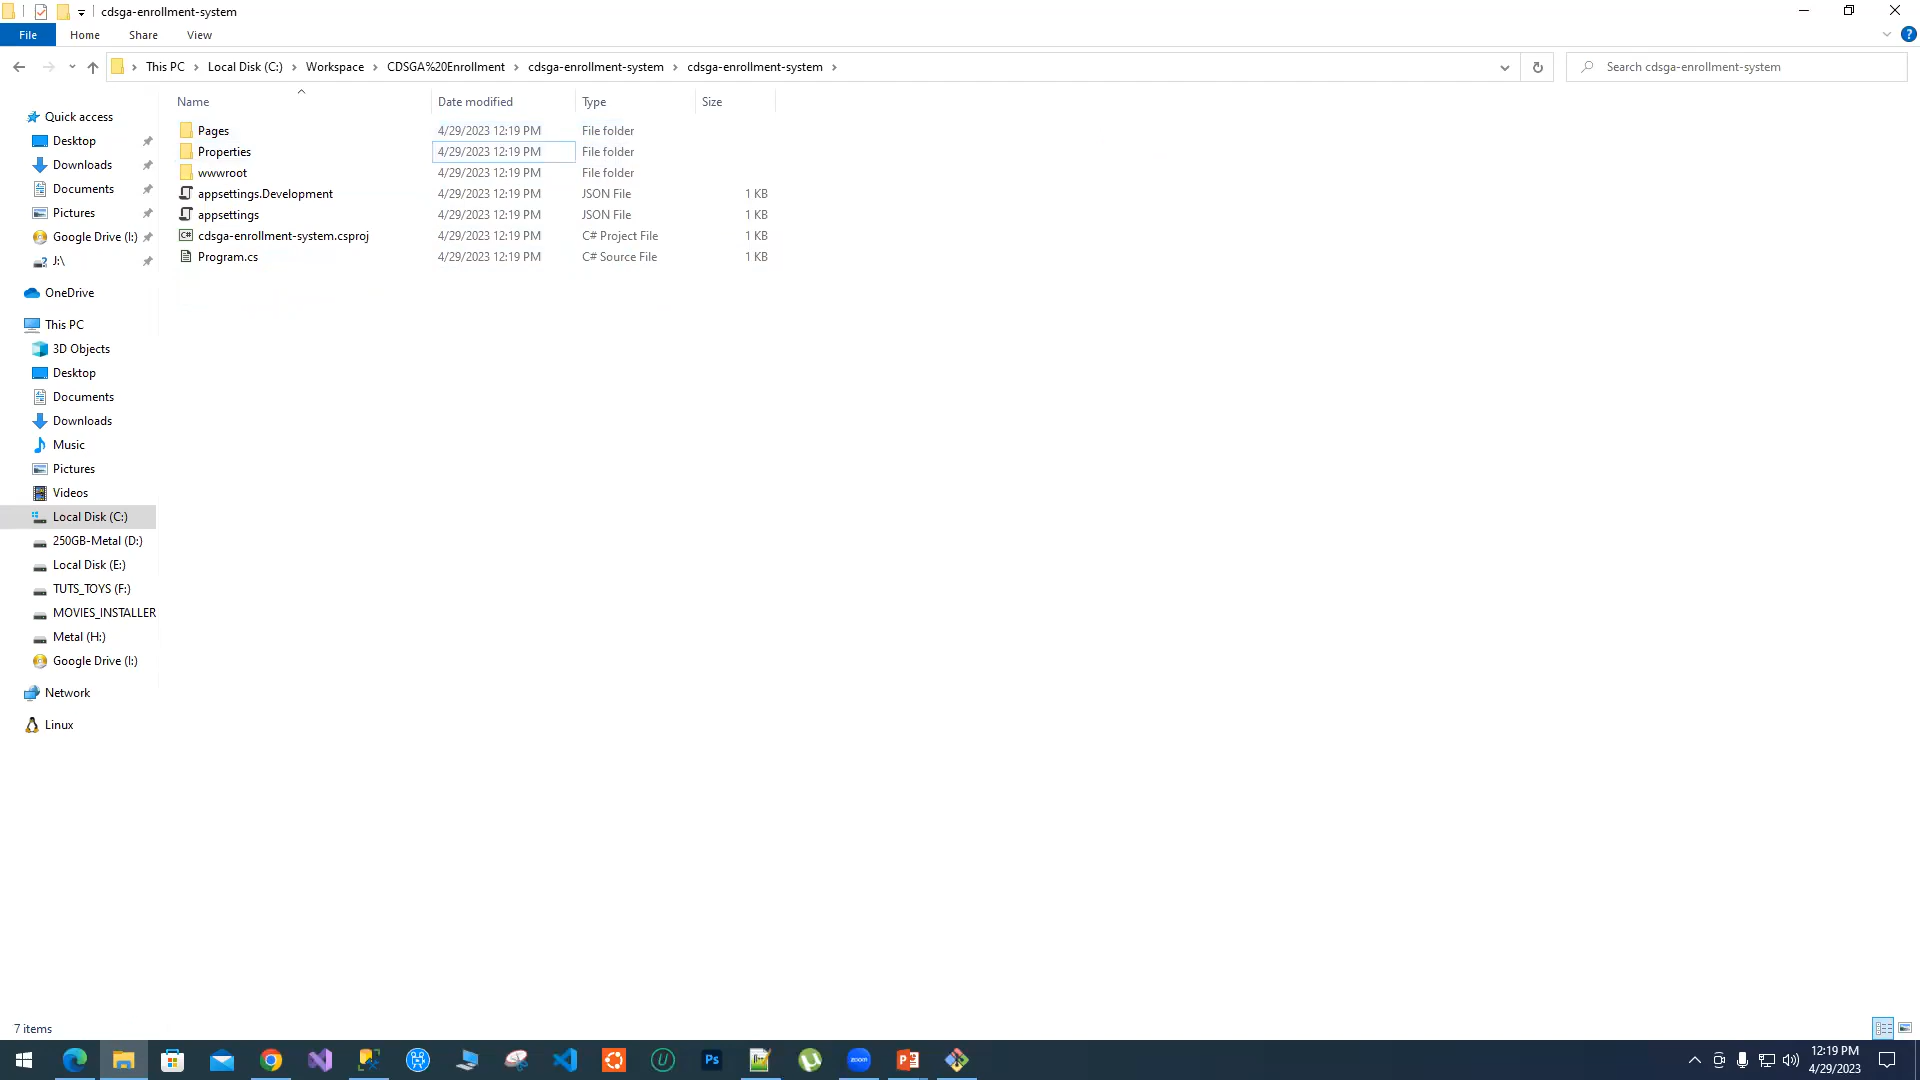 cdsga-enrollment-system
File Home Share View
This PC Local Disk (C:) Workspace CDSGA%20Enrollment cdsga-enrollment-system cdsga-enrollment-system
Search cdsga-enrollment-system
Name Date modified Type Size
Pages 4/29/2023 12:19 PM File folder
Properties 4/29/2023 12:19 PM File folder
wwwroot 4/29/2023 12:19 PM File folder
appsettings.Development 4/29/2023 12:19 PM JSON File 1 KB
appsettings 4/29/2023 12:19 PM JSON File 1 KB
cdsga-enrollment-system.csproj 4/29/2023 12:19 PM C# Project File 1 KB
Program.cs 4/29/2023 12:19 PM C# Source File 1 KB
Quick access
Desktop
Downloads
Documents
Pictures
Google Drive (I:)
J:\
OneDrive
This PC
3D Objects
Desktop
Documents
Downloads
Music
Pictures
Videos
Local Disk (C:)
250GB-Metal (D:)
Local Disk (E:)
TUTS_TOYS (F:)
MOVIES_INSTALLER
Metal (H:)
Google Drive (I:)
Network
Linux
7 items
Ps
zoom
12:19 PM
4/29/2023